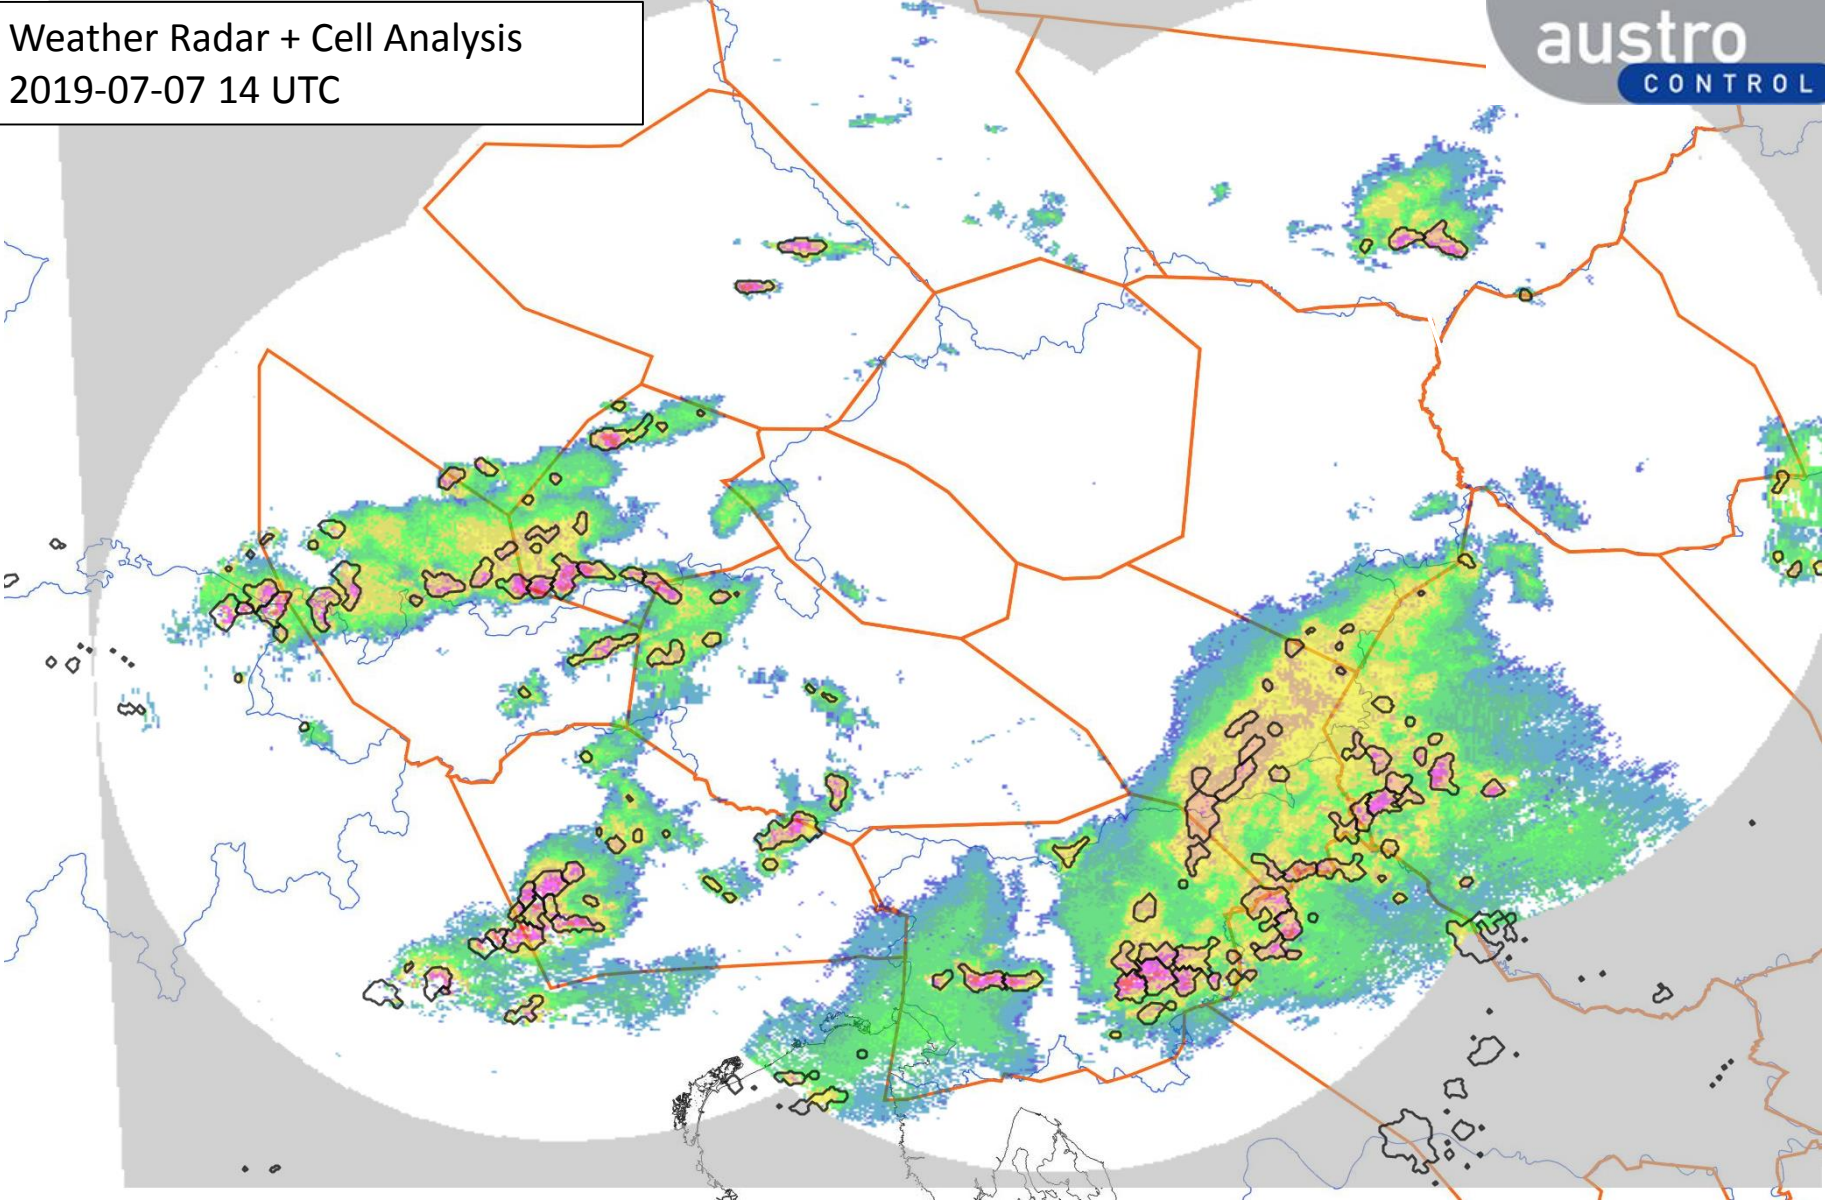 Weather Radar + Cell Analysis
2019-07-07 14 UTC
austro
CONTROL